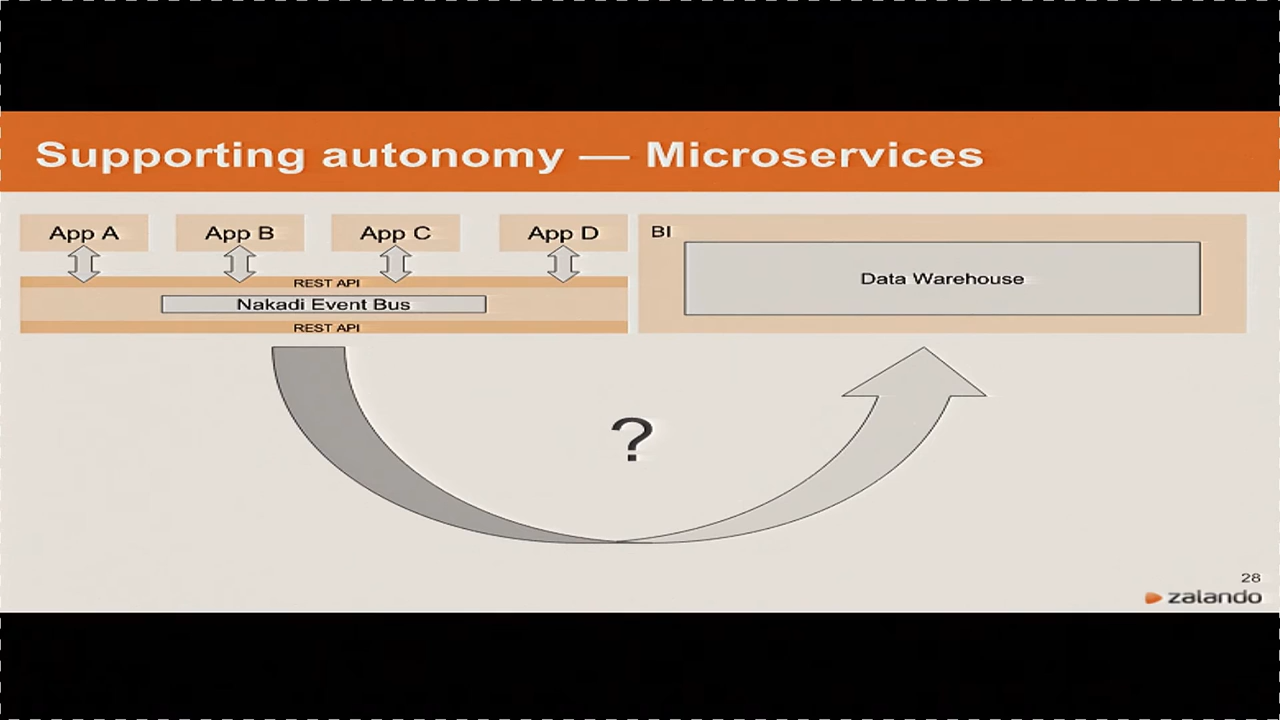 Supporting autonomy — Microservices
App A
App B
App C
App D
REST API
Nakadi Event Bus
REST API
BI
Data Warehouse
?
28
zalando